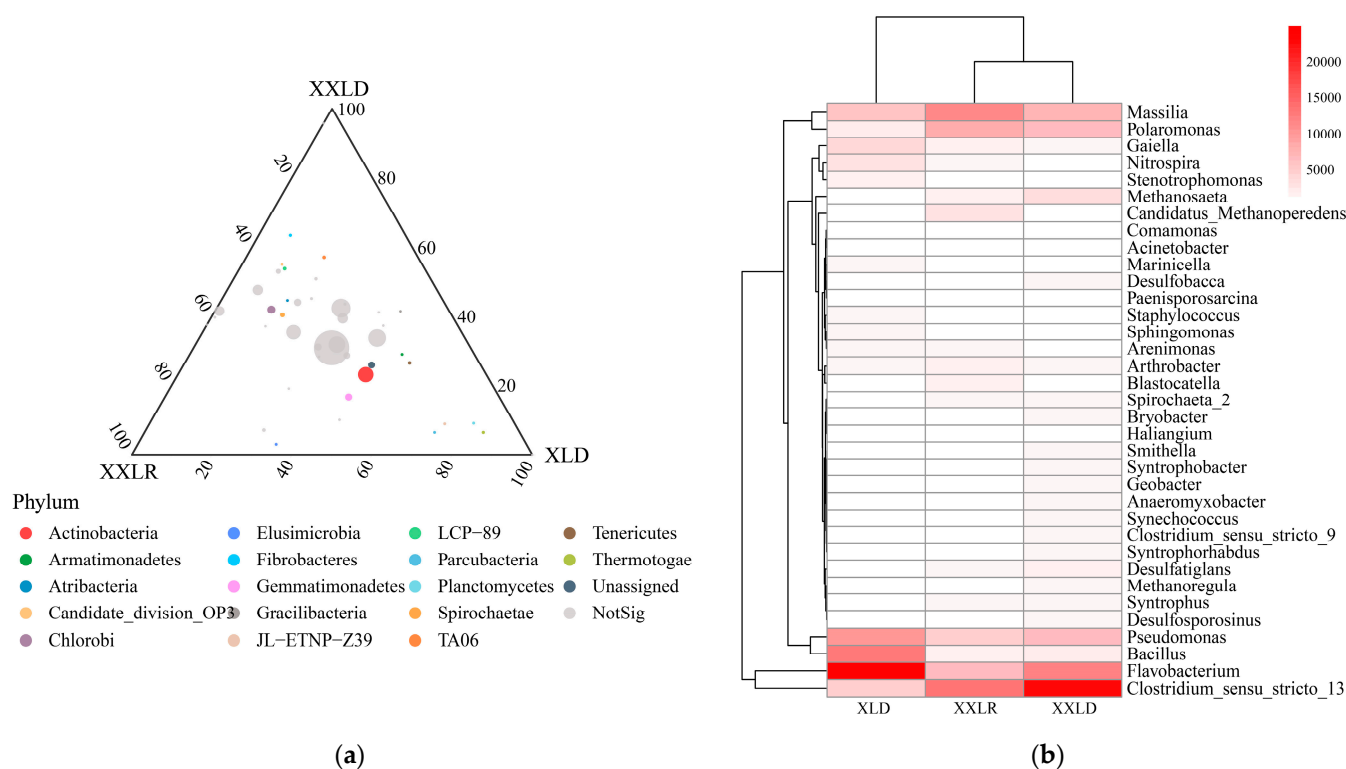 XXLD
100
20
80
40
60
60
40
80
20
100
XXLR
XLD
20
40
60
80
100
Phylum
Actinobacteria
Armatimonadetes
Atribacteria
Candidate_division_OP3
Chlorobi
Elusimicrobia
Fibrobacteres
Gemmatimonadetes
Gracilibacteria
JL−ETNP−Z39
LCP−89
Parcubacteria
Planctomycetes
Spirochaetae
TA06
Tenericutes
Thermotogae
Unassigned
NotSig
(a)
20000
15000
10000
5000
Massilia
Polaromonas
Gaiella
Nitrospira
Stenotrophomonas
Methanosaeta
Candidatus_Methanoperedens
Comamonas
Acinetobacter
Marinicella
Desulfobacca
Paenisporosarcina
Staphylococcus
Sphingomonas
Arenimonas
Arthrobacter
Blastocatella
Spirochaeta_2
Bryobacter
Haliangium
Smithella
Syntrophobacter
Geobacter
Anaeromyxobacter
Synechococcus
Clostridium_sensu_stricto_9
Syntrophorhabdus
Desulfatiglans
Methanoregula
Syntrophus
Desulfosporosinus
Pseudomonas
Bacillus
Flavobacterium
Clostridium_sensu_stricto_13
XLD
XXLR
XXLD
(b)